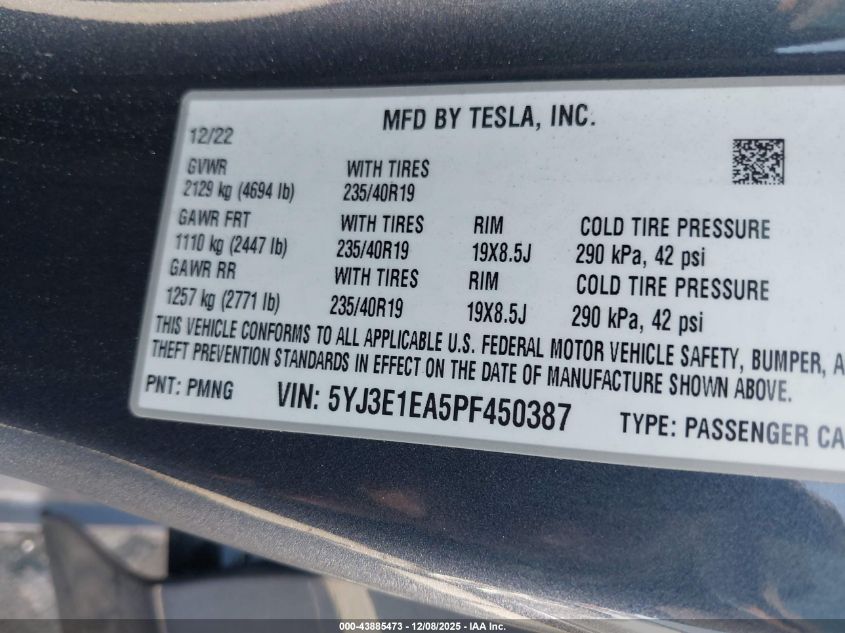 MFD BY TESLA, INC.
12/22
GVWR WITH TIRES
2129 kg (4694 lb) 235/40R19
GAWR FRT WITH TIRES RIM COLD TIRE PRESSURE
1110 kg (2447 lb) 235/40R19 19X8.5J 290 kPa, 42 psi
GAWR RR WITH TIRES RIM COLD TIRE PRESSURE
1257 kg (2771 lb) 235/40R19 19X8.5J 290 kPa, 42 psi
THIS VEHICLE CONFORMS TO ALL APPLICABLE U.S. FEDERAL MOTOR VEHICLE SAFETY, BUMPER, A
THEFT PREVENTION STANDARDS IN EFFECT ON THE DATE OF MANUFACTURE SHOWN ABOVE.
PNT: PMNG VIN: 5YJ3E1EA5PF450387 TYPE: PASSENGER CA
000-43885473 - 12/08/2025 - IAA Inc.